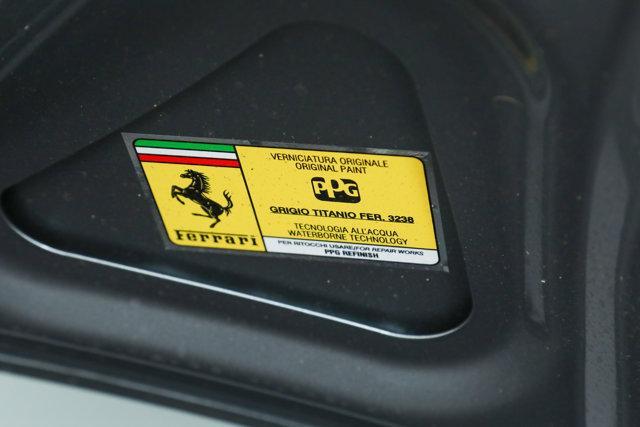 Ferrari
VERNICIATURA ORIGINALE
ORIGINAL PAINT
PPG
GRIGIO TITANIO FER. 3238
TECNOLOGIA ALL'ACQUA
WATERBORNE TECHNOLOGY
PER RITOCCHI USARE/FOR REPAIR WORKS
PPG REFINISH